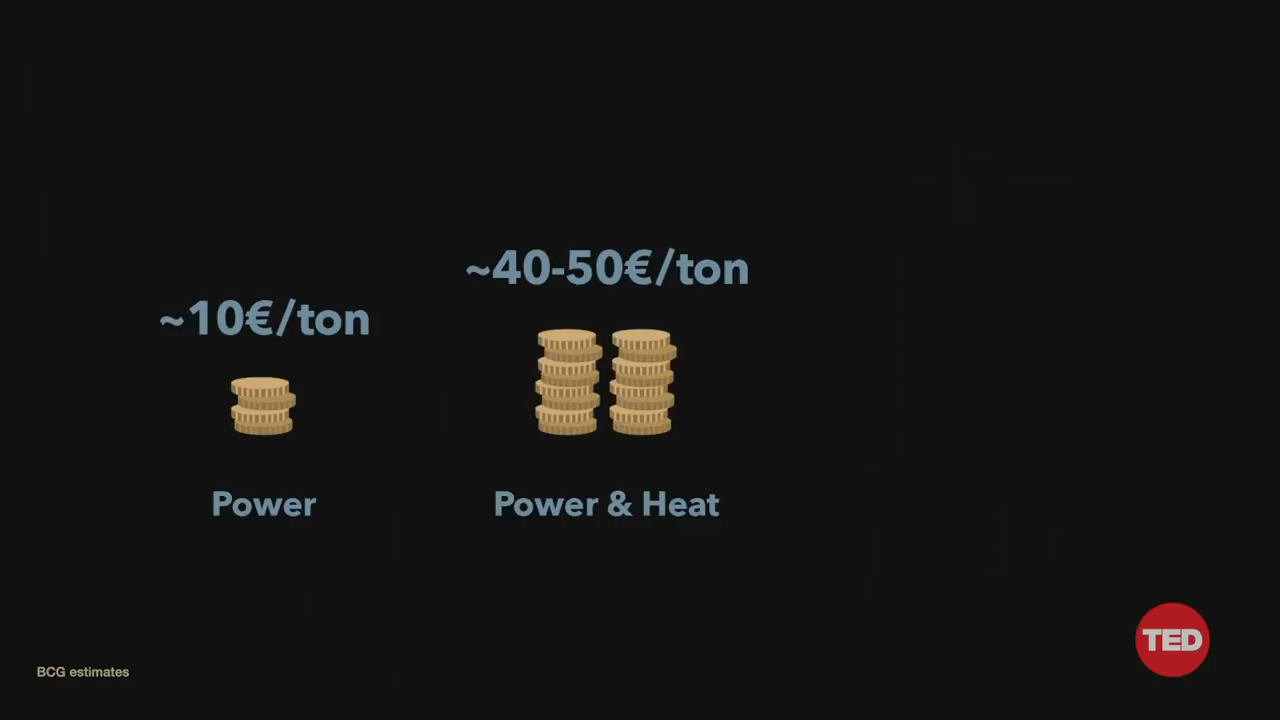 ~10€/ton
~40-50€/ton
Power
Power & Heat
BCG estimates
TED